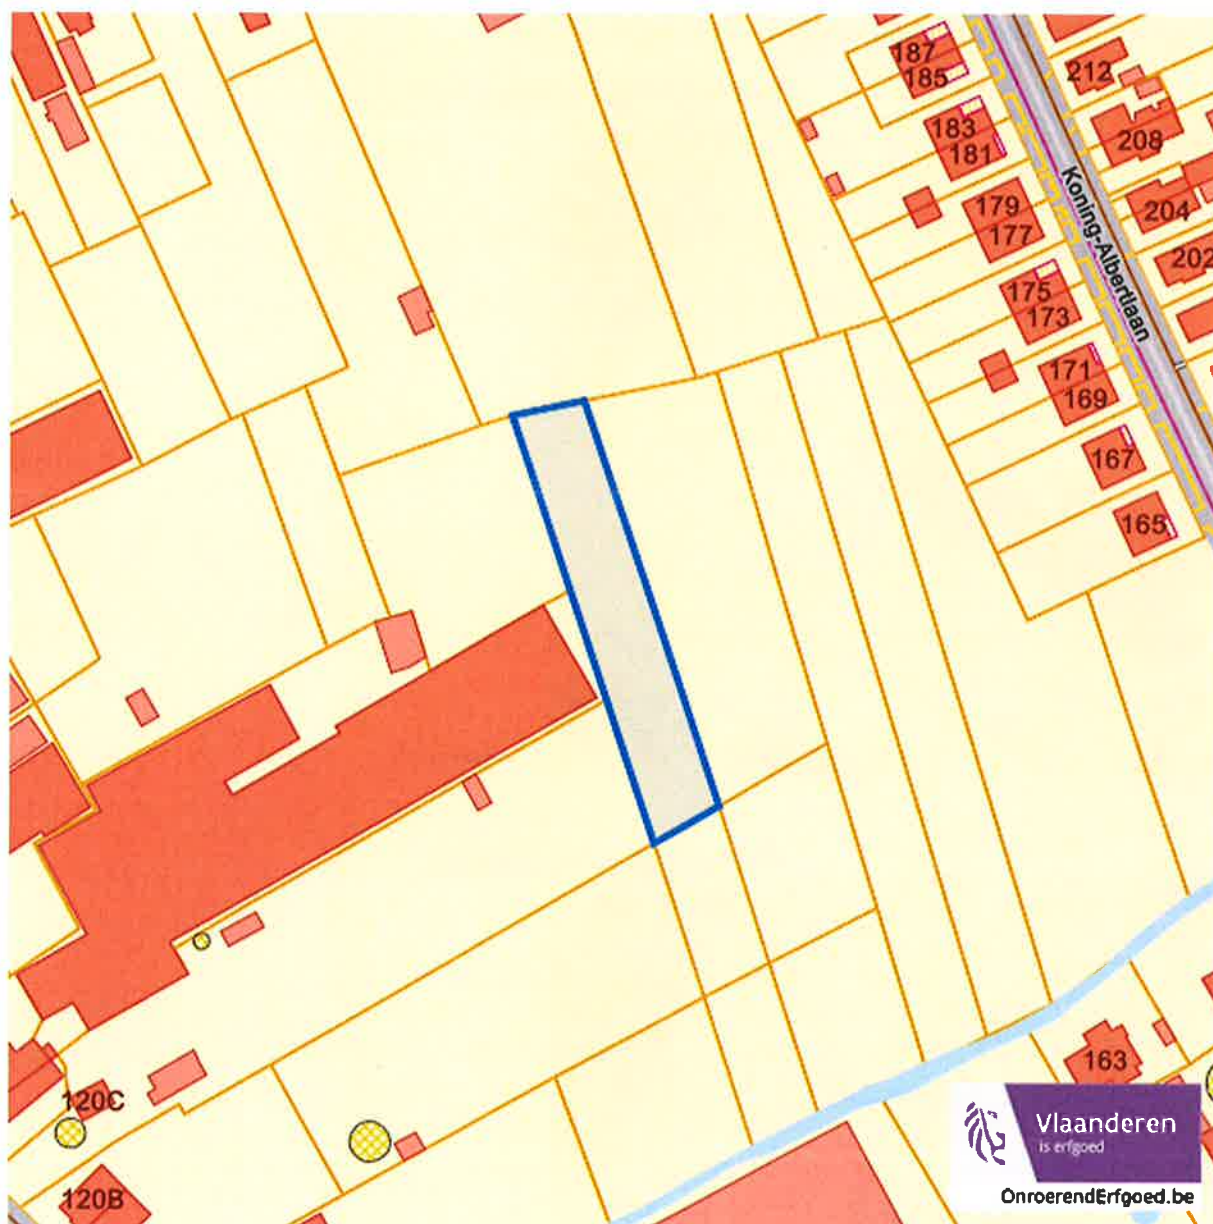 187
185
212
183
181
208
179
177
204
202
175
173
Koning-Albertlaan
171
169
167
165
163
120C
120B
Vlaanderen
is erfgoed
OnroerendErfgoed.be